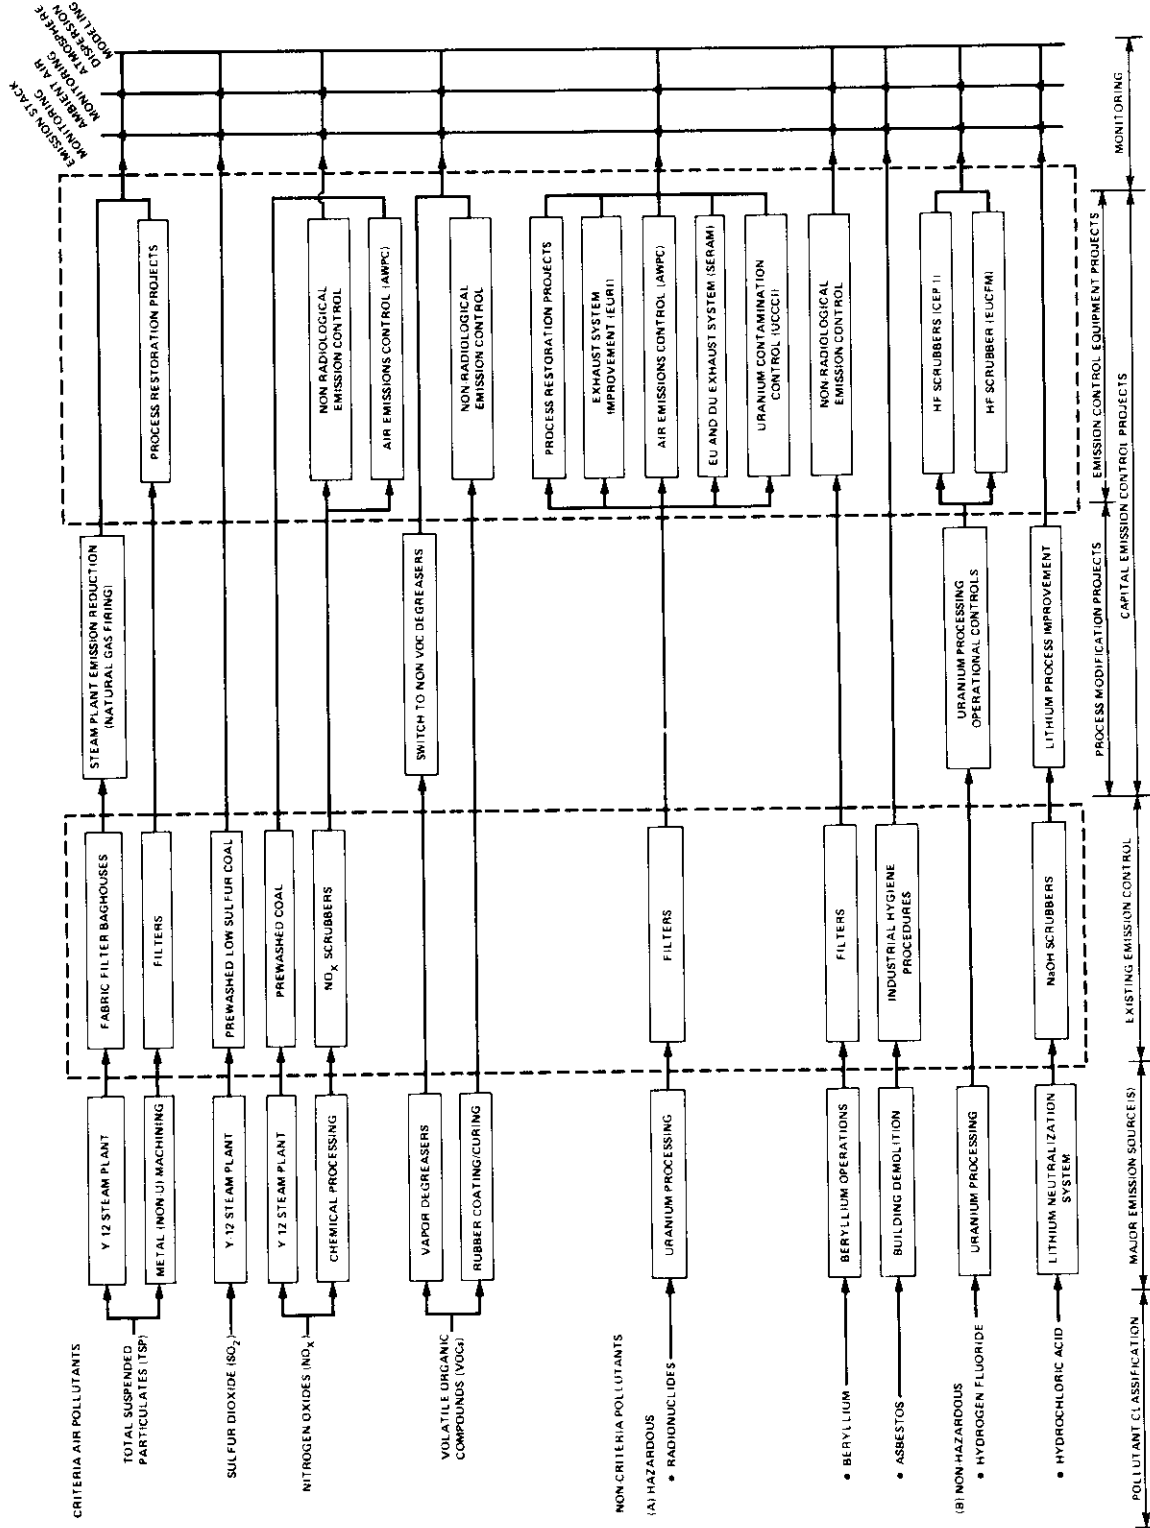 CRITERIA AIR POLLUTANTS
TOTAL SUSPENDED
PARTICULATES (TSP)
Y-12 STEAM PLANT
FABRIC FILTER BAGHOUSES
STEAM PLANT EMISSION REDUCTION
(NATURAL GAS FIRING)
METAL (NON U) MACHINING
FILTERS
PROCESS RESTORATION PROJECTS
SULFUR DIOXIDE (SO2)
Y-12 STEAM PLANT
PREWASHED LOW SULFUR COAL
NITROGEN OXIDES (NOX)
Y 12 STEAM PLANT
PREWASHED COAL
CHEMICAL PROCESSING
NOX SCRUBBERS
NON RADIOLOGICAL
EMISSION CONTROL
AIR EMISSIONS CONTROL (AWPC)
VOLATILE ORGANIC
COMPOUNDS (VOCs)
VAPOR DEGREASERS
SWITCH TO NON VOC DEGREASERS
RUBBER COATING/CURING
NON-RADIOLOGICAL
EMISSION CONTROL
NON-CRITERIA POLLUTANTS
(A) HAZARDOUS
• RADIONUCLIDES
URANIUM PROCESSING
FILTERS
PROCESS RESTORATION PROJECTS
EXHAUST SYSTEM
IMPROVEMENT (EURI)
AIR EMISSIONS CONTROL (AWPC)
EU AND DU EXHAUST SYSTEM (SERAM)
URANIUM CONTAMINATION
CONTROL (UCCCI)
• BERYLLIUM
BERYLLIUM OPERATIONS
FILTERS
NON-RADIOLOGICAL
EMISSION CONTROL
• ASBESTOS
BUILDING DEMOLITION
INDUSTRIAL HYGIENE
PROCEDURES
(B) NON-HAZARDOUS
• HYDROGEN FLUORIDE
URANIUM PROCESSING
URANIUM PROCESSING
OPERATIONAL CONTROLS
HF SCRUBBERS (CEP I)
HF SCRUBBER (EUCFM)
• HYDROCHLORIC ACID
LITHIUM NEUTRALIZATION
SYSTEM
NaOH SCRUBBERS
LITHIUM PROCESS IMPROVEMENT
EMISSION STACK
MONITORING
AMBIENT AIR
MONITORING
ATMOSPHERE
DISPERSION
MODELING
POLLUTANT CLASSIFICATION
MAJOR EMISSION SOURCE(S)
EXISTING EMISSION CONTROL
PROCESS MODIFICATION PROJECTS
EMISSION CONTROL EQUIPMENT PROJECTS
CAPITAL EMISSION CONTROL PROJECTS
MONITORING